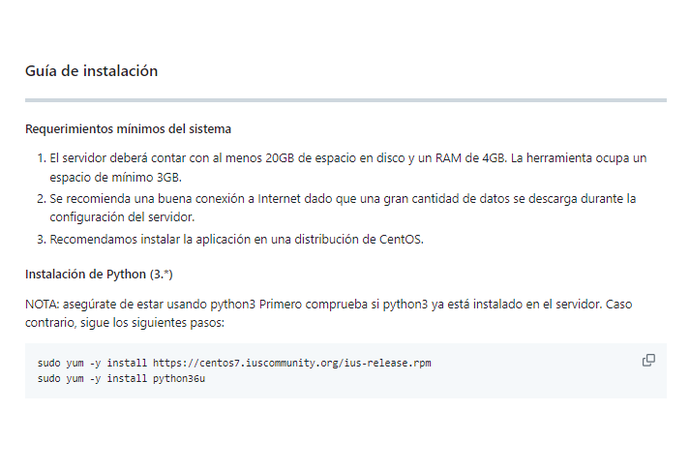 Guía de instalación
Requerimientos mínimos del sistema
1. El servidor deberá contar con al menos 20GB de espacio en disco y un RAM de 4GB. La herramienta ocupa un
espacio de mínimo 3GB.
2. Se recomienda una buena conexión a Internet dado que una gran cantidad de datos se descarga durante la
configuración del servidor.
3. Recomendamos instalar la aplicación en una distribución de CentOS.
Instalación de Python (3.*)
NOTA: asegúrate de estar usando python3 Primero comprueba si python3 ya está instalado en el servidor. Caso
contrario, sigue los siguientes pasos:
sudo yum -y install https://centos7.iuscommunity.org/ius-release.rpm
sudo yum -y install python36u